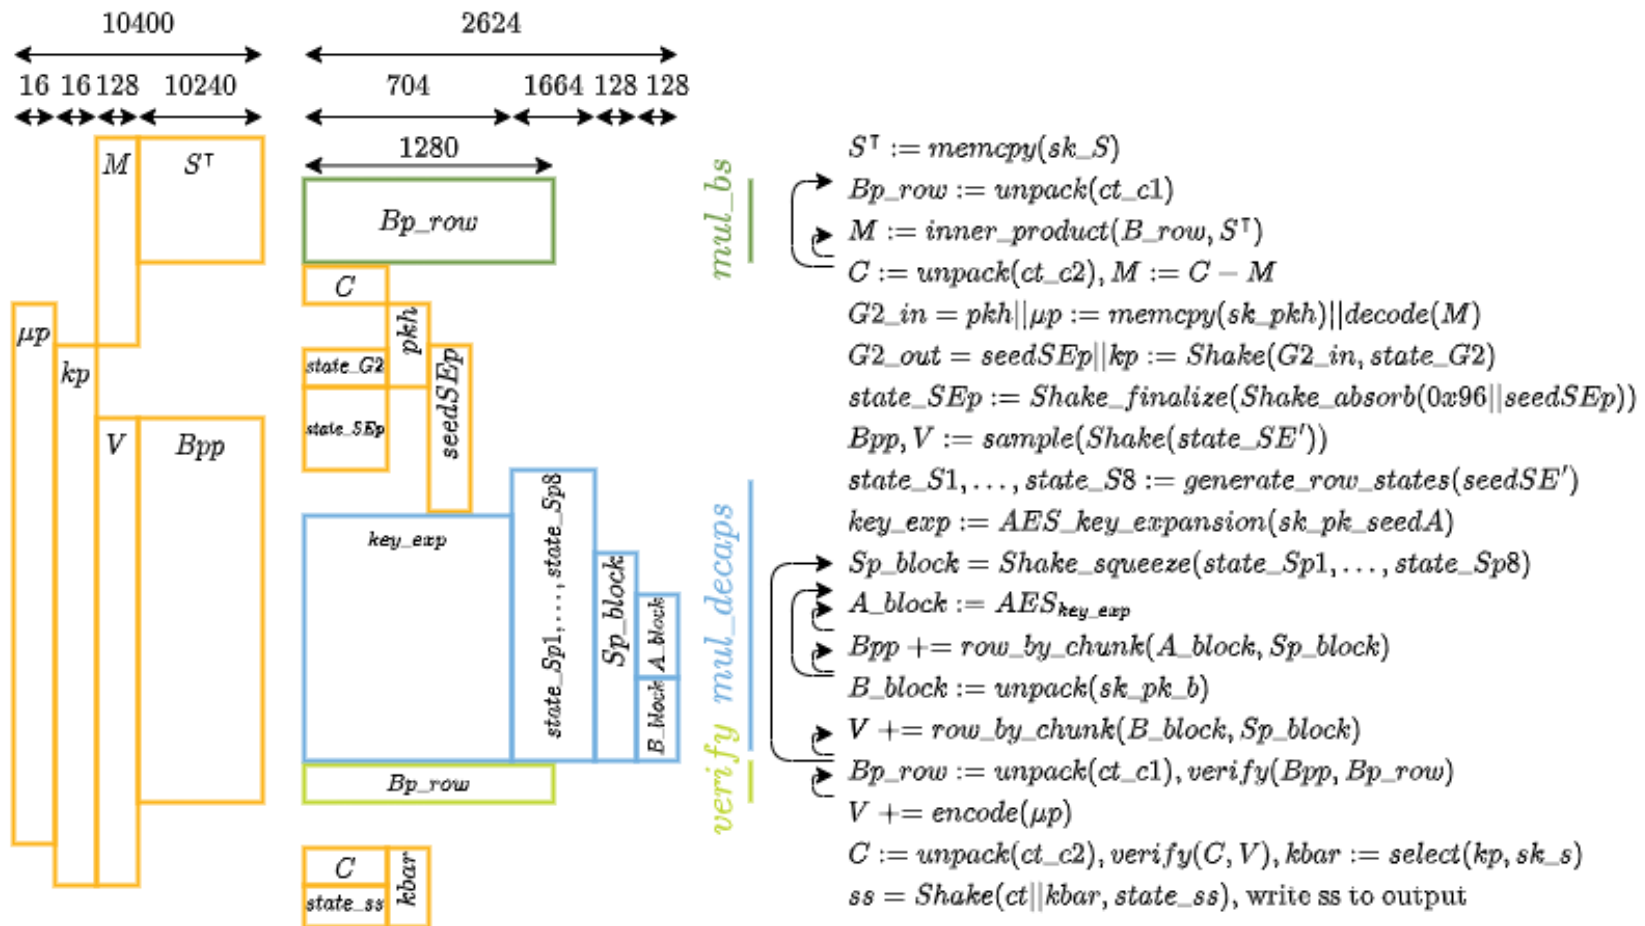 10400
2624
16 16 128 10240
704 1664 128 128
1280
M
S⊺
Bp_row
C
μp
kp
pkh
state_G2
seedSEp
state_SEp
V
Bpp
key_exp
state_Sp1,...,state_Sp8
Sp_block
A_block
B_block
Bp_row
C
kbar
state_ss
mul_bs
mul_decaps
verify
S⊺ := memcpy(sk_S)
Bp_row := unpack(ct_c1)
M := inner_product(B_row, S⊺)
C := unpack(ct_c2), M := C − M
G2_in = pkh||μp := memcpy(sk_pkh)||decode(M)
G2_out = seedSEp||kp := Shake(G2_in, state_G2)
state_SEp := Shake_finalize(Shake_absorb(0x96||seedSEp))
Bpp, V := sample(Shake(state_SE′))
state_S1, ..., state_S8 := generate_row_states(seedSE′)
key_exp := AES_key_expansion(sk_pk_seedA)
Sp_block = Shake_squeeze(state_Sp1, ..., state_Sp8)
A_block := AESkey_exp
Bpp += row_by_chunk(A_block, Sp_block)
B_block := unpack(sk_pk_b)
V += row_by_chunk(B_block, Sp_block)
Bp_row := unpack(ct_c1), verify(Bpp, Bp_row)
V += encode(μp)
C := unpack(ct_c2), verify(C, V), kbar := select(kp, sk_s)
ss = Shake(ct||kbar, state_ss), write ss to output